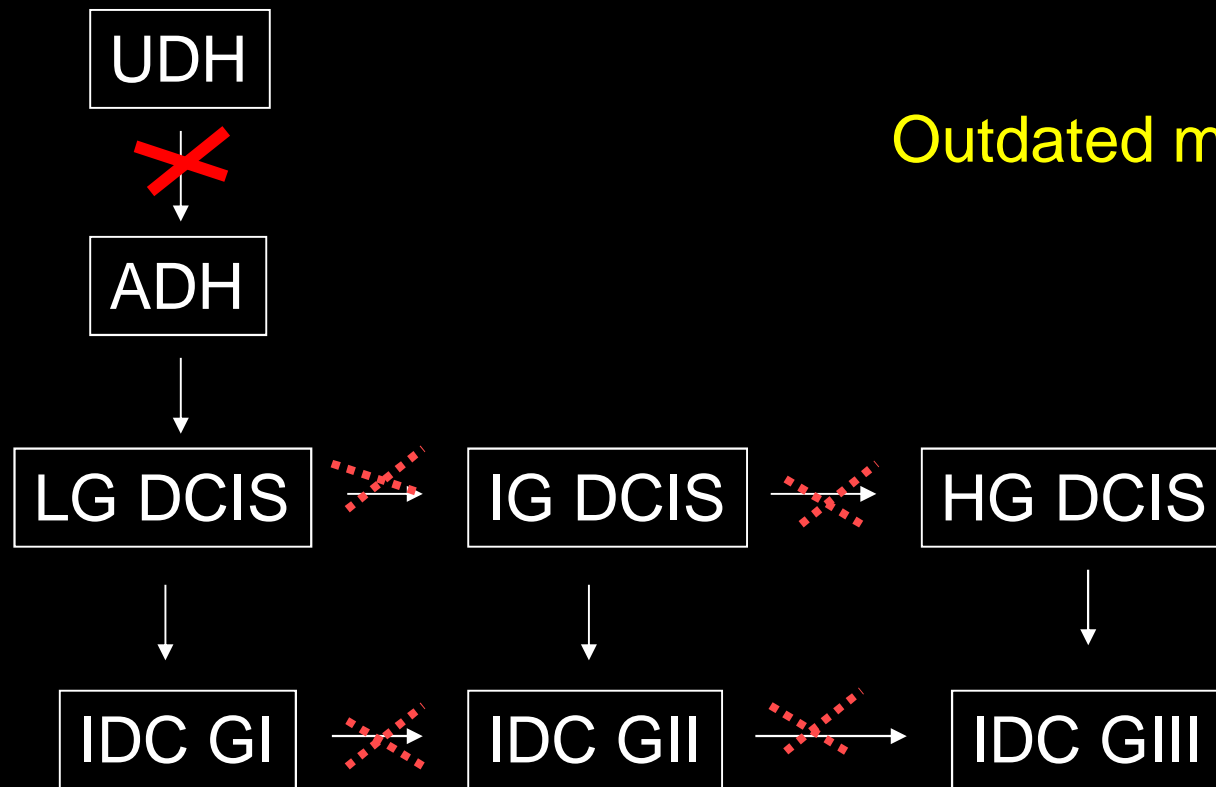 UDH
Outdated m
ADH
LG DCIS
IG DCIS
HG DCIS
IDC GI
IDC GII
IDC GIII